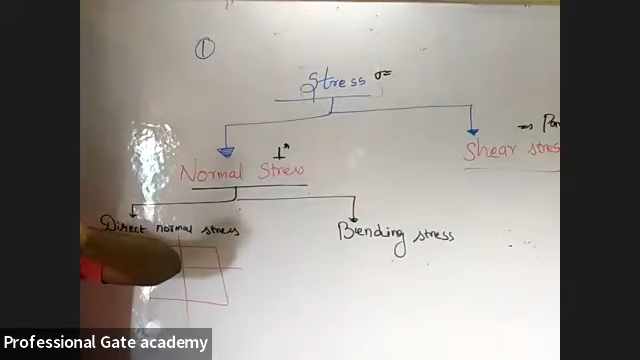 1
Stress σ=
⊥r
Normal Stress
Shear stress
Direct normal stress
Bending stress
Professional Gate academy